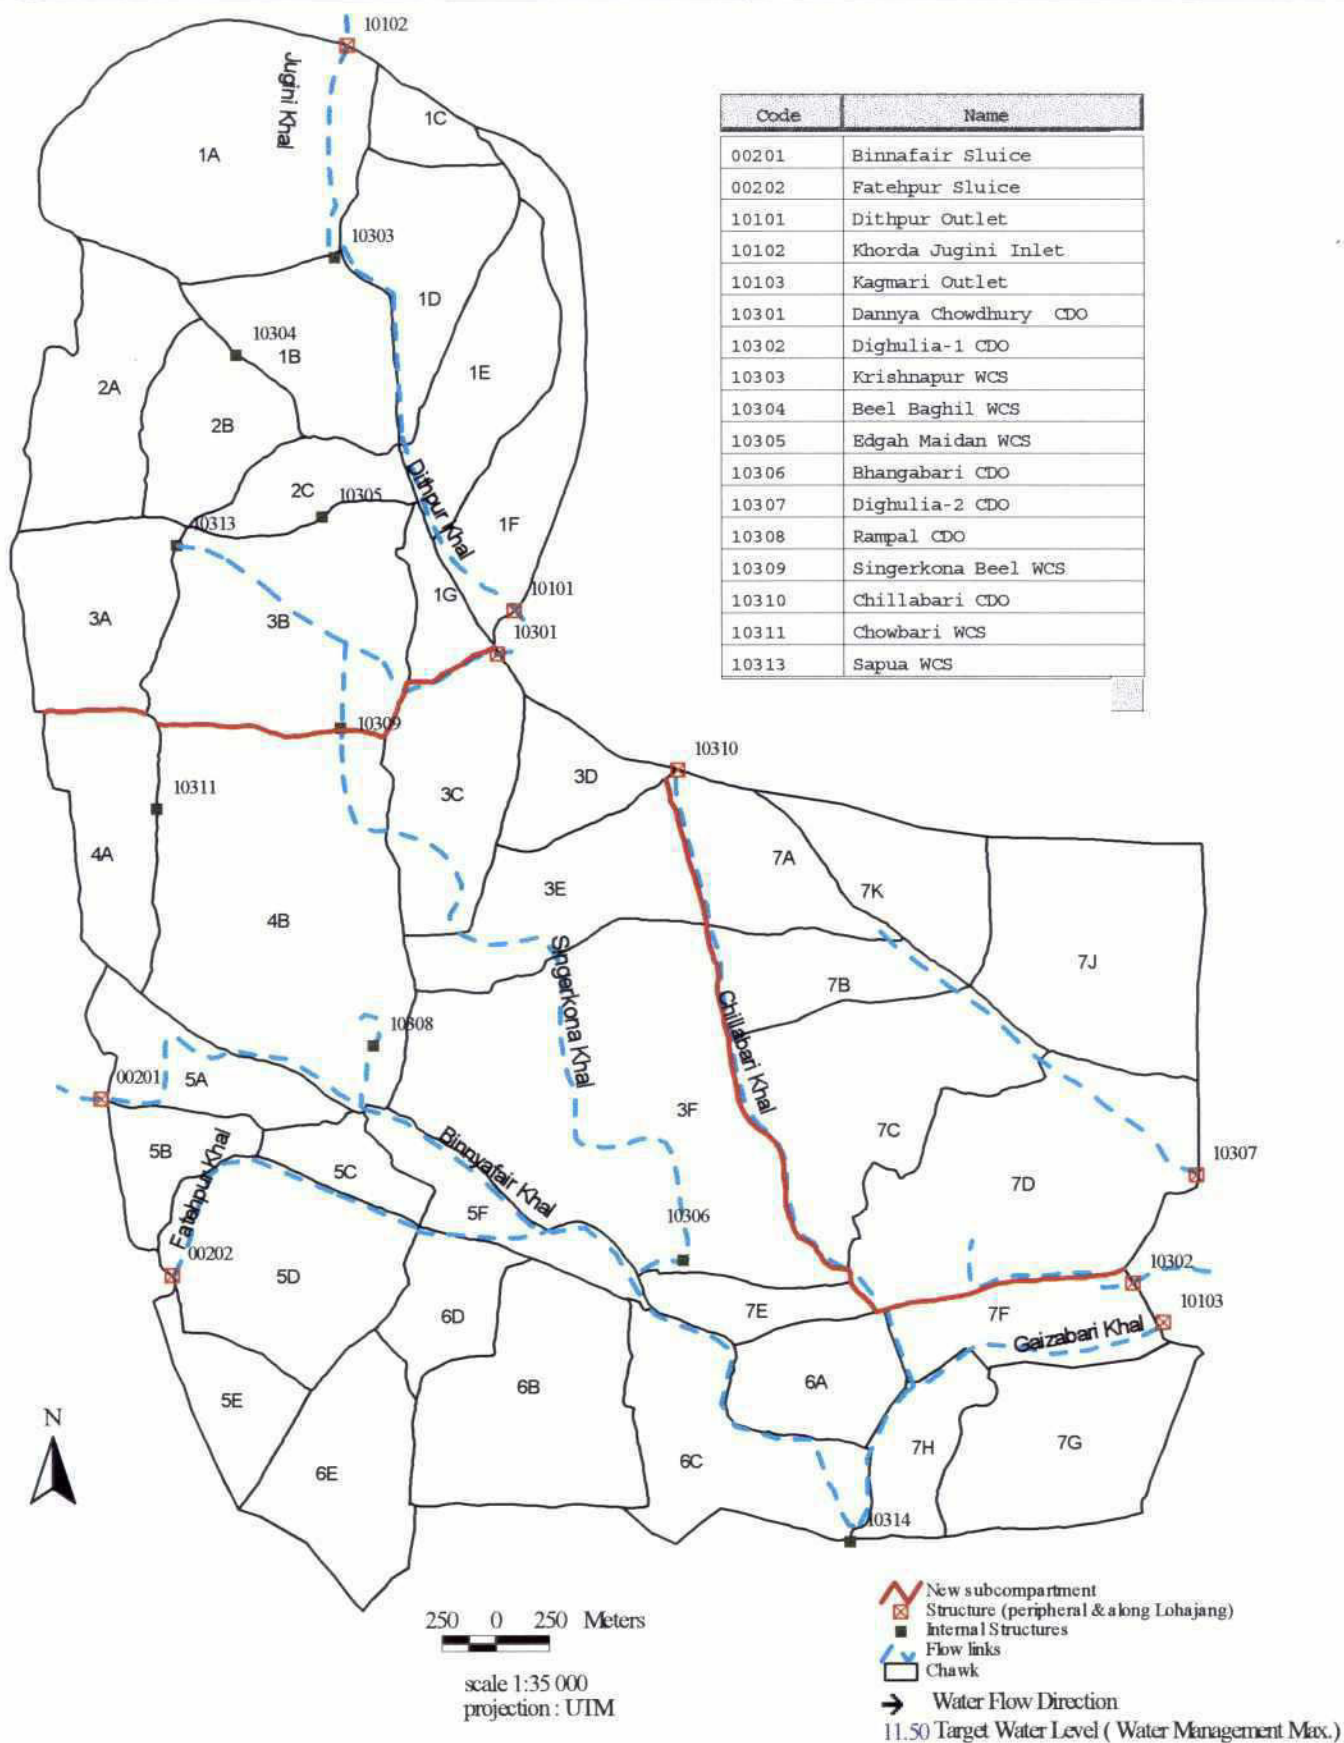 10102
Jugini Khal
1C
1A
10303
1D
10304
1B
1E
2A
2B
2C
10305
10313
1F
Dithpur Khal
10101
1G
3A
3B
10301
10309
10310
3D
10311
3C
7A
4A
3E
7K
4B
Singerkona Khal
7J
7B
Chillabari Khal
10308
00201
5A
3F
7C
5B
Fatehpur Khal
Binnyafair Khal
10307
5C
7D
5F
10306
00202
5D
10302
7E
7F
10103
6D
Gaizabari Khal
6A
6B
5E
7H
7G
6C
6E
10314
Code Name
00201 Binnafair Sluice
00202 Fatehpur Sluice
10101 Dithpur Outlet
10102 Khorda Jugini Inlet
10103 Kagmari Outlet
10301 Dannya Chowdhury CDO
10302 Dighulia-1 CDO
10303 Krishnapur WCS
10304 Beel Baghil WCS
10305 Edgah Maidan WCS
10306 Bhangabari CDO
10307 Dighulia-2 CDO
10308 Rampal CDO
10309 Singerkona Beel WCS
10310 Chillabari CDO
10311 Chowbari WCS
10313 Sapua WCS
N
250 0 250 Meters
scale 1:35 000
projection : UTM
New subcompartment
Structure (peripheral & along Lohajang)
Internal Structures
Flow links
Chawk
Water Flow Direction
11.50 Target Water Level ( Water Management Max.)